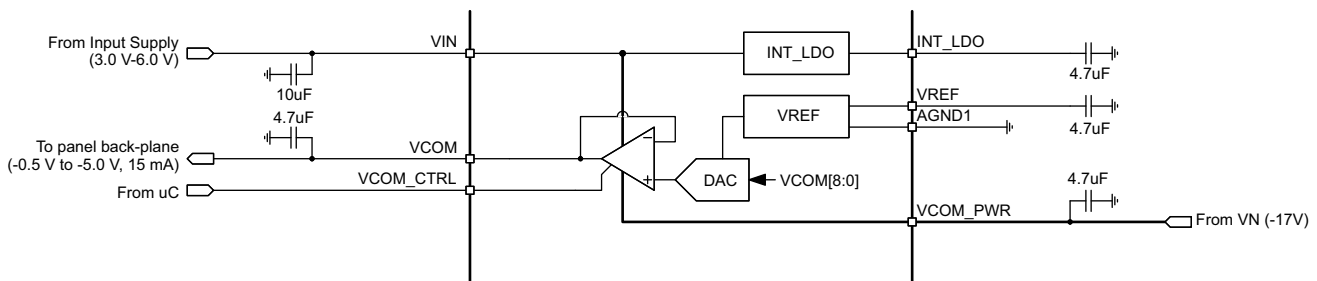 From Input Supply
(3.0 V-6.0 V)
VIN
10uF
4.7uF
To panel back-plane
(-0.5 V to -5.0 V, 15 mA)
VCOM
VCOM_CTRL
From uC
INT_LDO
INT_LDO
4.7uF
VREF
VREF
AGND1
4.7uF
−
+
DAC
VCOM[8:0]
4.7uF
VCOM_PWR
From VN (-17V)